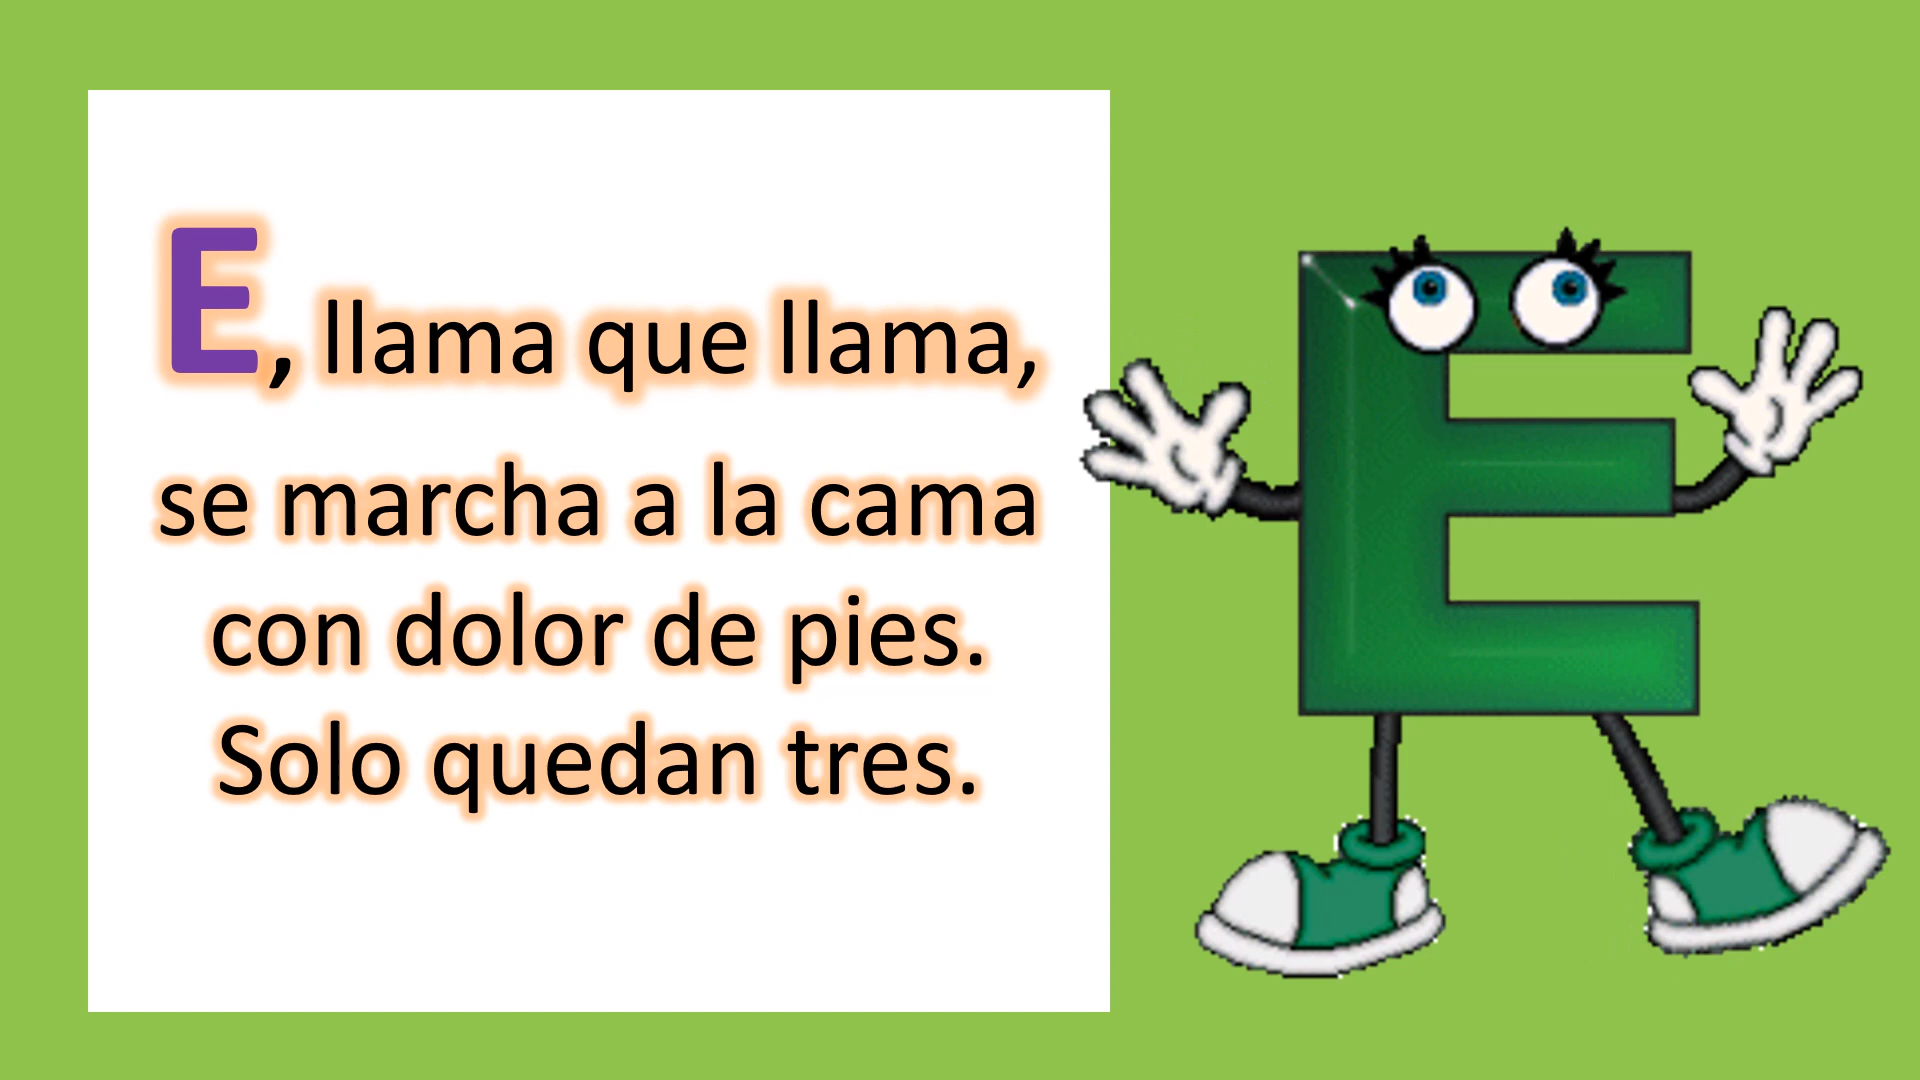 E, llama que llama,
se marcha a la cama
con dolor de pies.
Solo quedan tres.